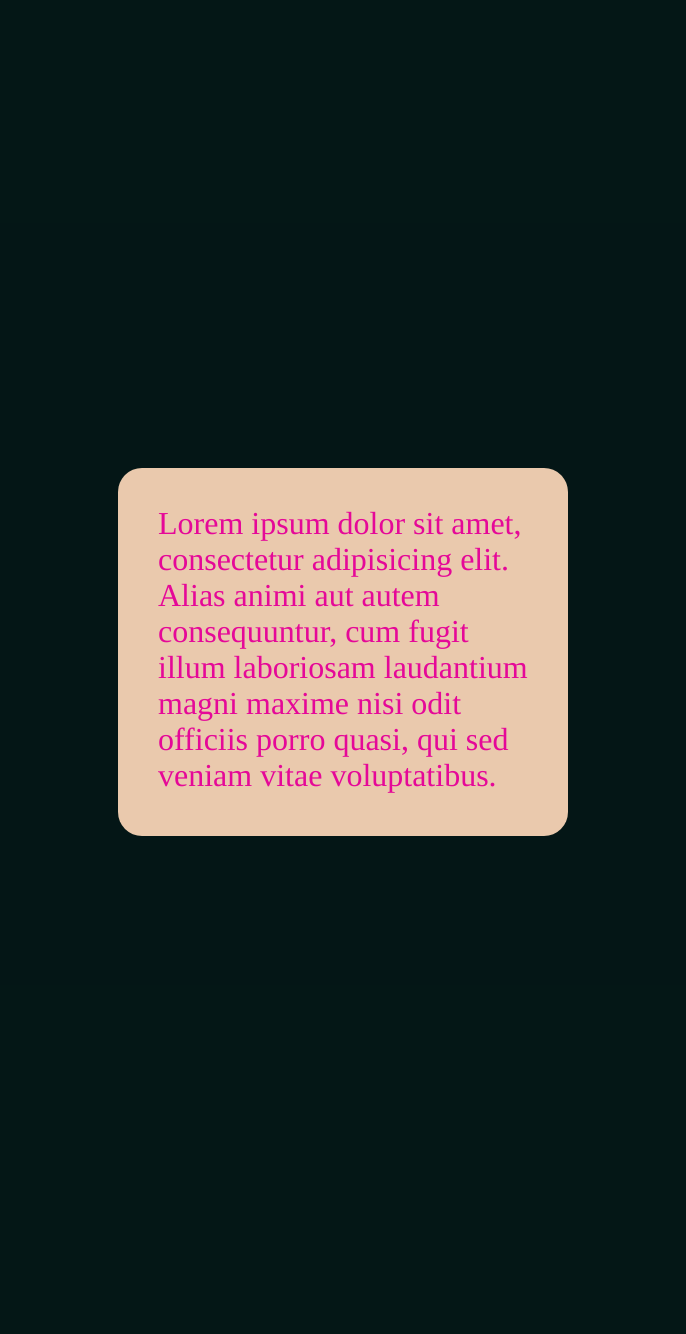 Lorem ipsum dolor sit amet,
consectetur adipisicing elit.
Alias animi aut autem
consequuntur, cum fugit
illum laboriosam laudantium
magni maxime nisi odit
officiis porro quasi, qui sed
veniam vitae voluptatibus.